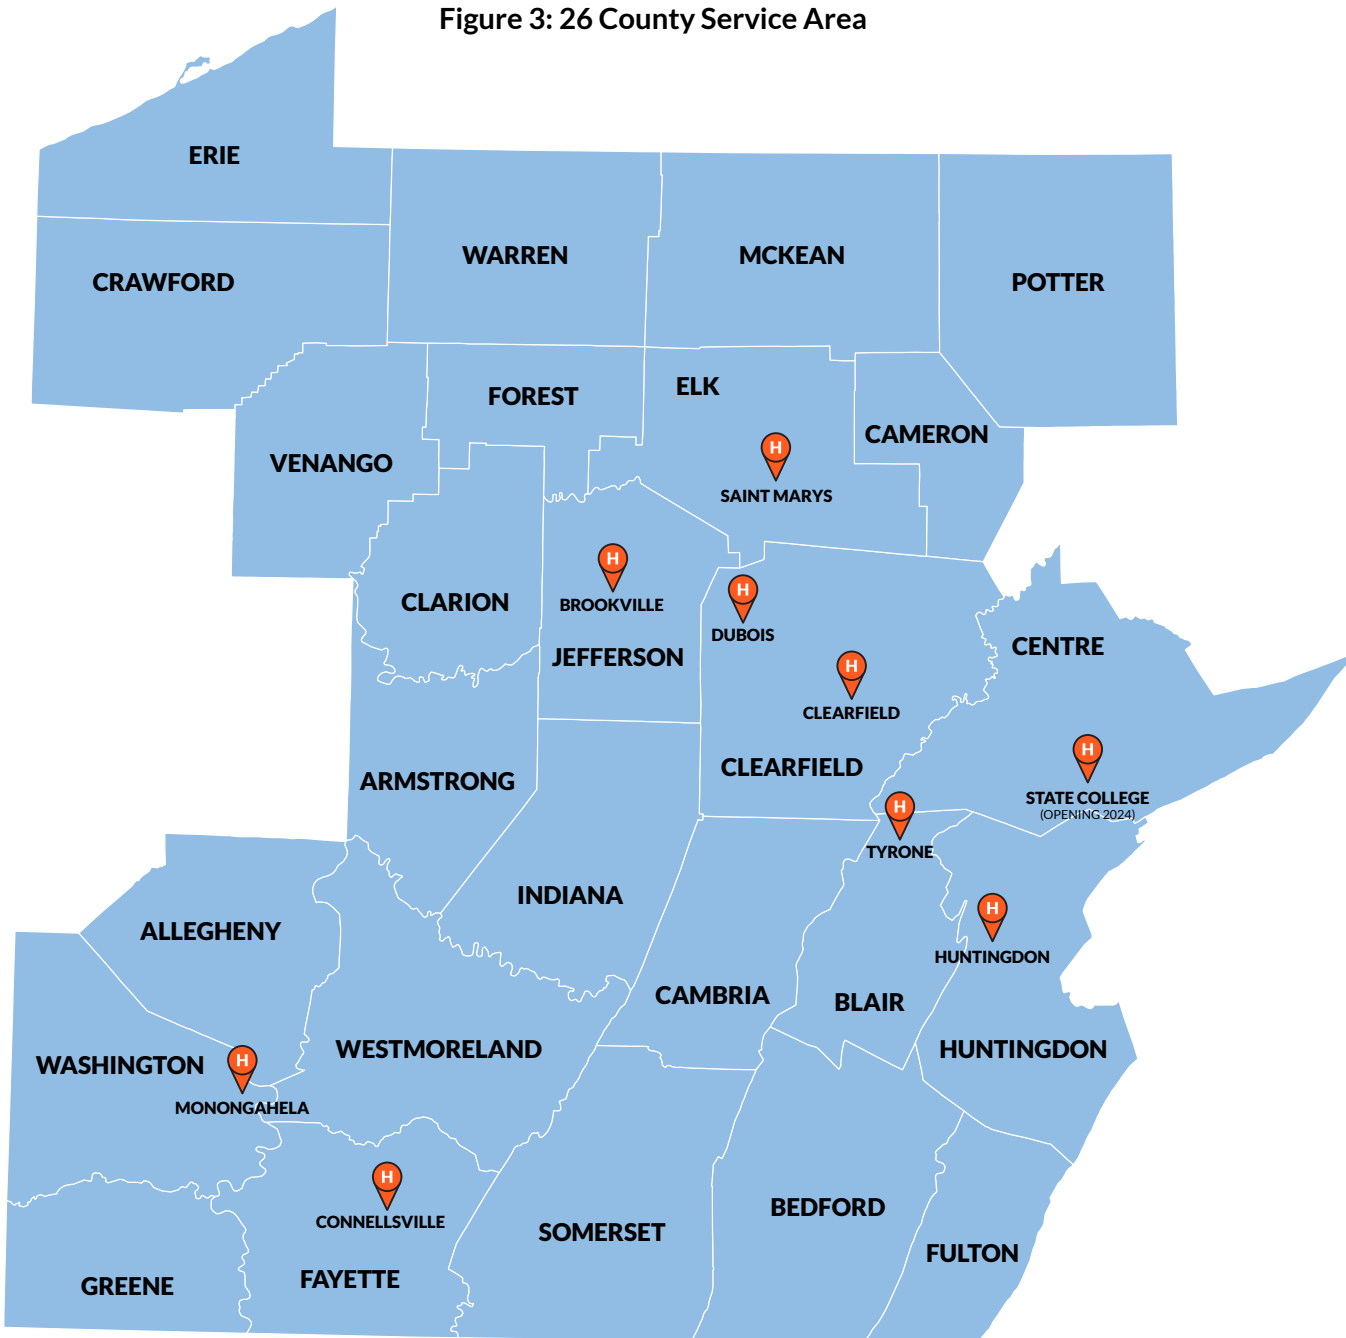 Figure 3: 26 County Service Area
ERIE
CRAWFORD
WARREN
MCKEAN
POTTER
FOREST
ELK
VENANGO
CAMERON
H
SAINT MARYS
H
BROOKVILLE
H
DUBOIS
CLARION
JEFFERSON
CENTRE
H
CLEARFIELD
CLEARFIELD
ARMSTRONG
H
STATE COLLEGE
(OPENING 2024)
H
TYRONE
INDIANA
ALLEGHENY
H
HUNTINGDON
CAMBRIA
BLAIR
WESTMORELAND
HUNTINGDON
WASHINGTON
H
MONONGAHELA
H
CONNELLSVILLE
BEDFORD
SOMERSET
FULTON
FAYETTE
GREENE